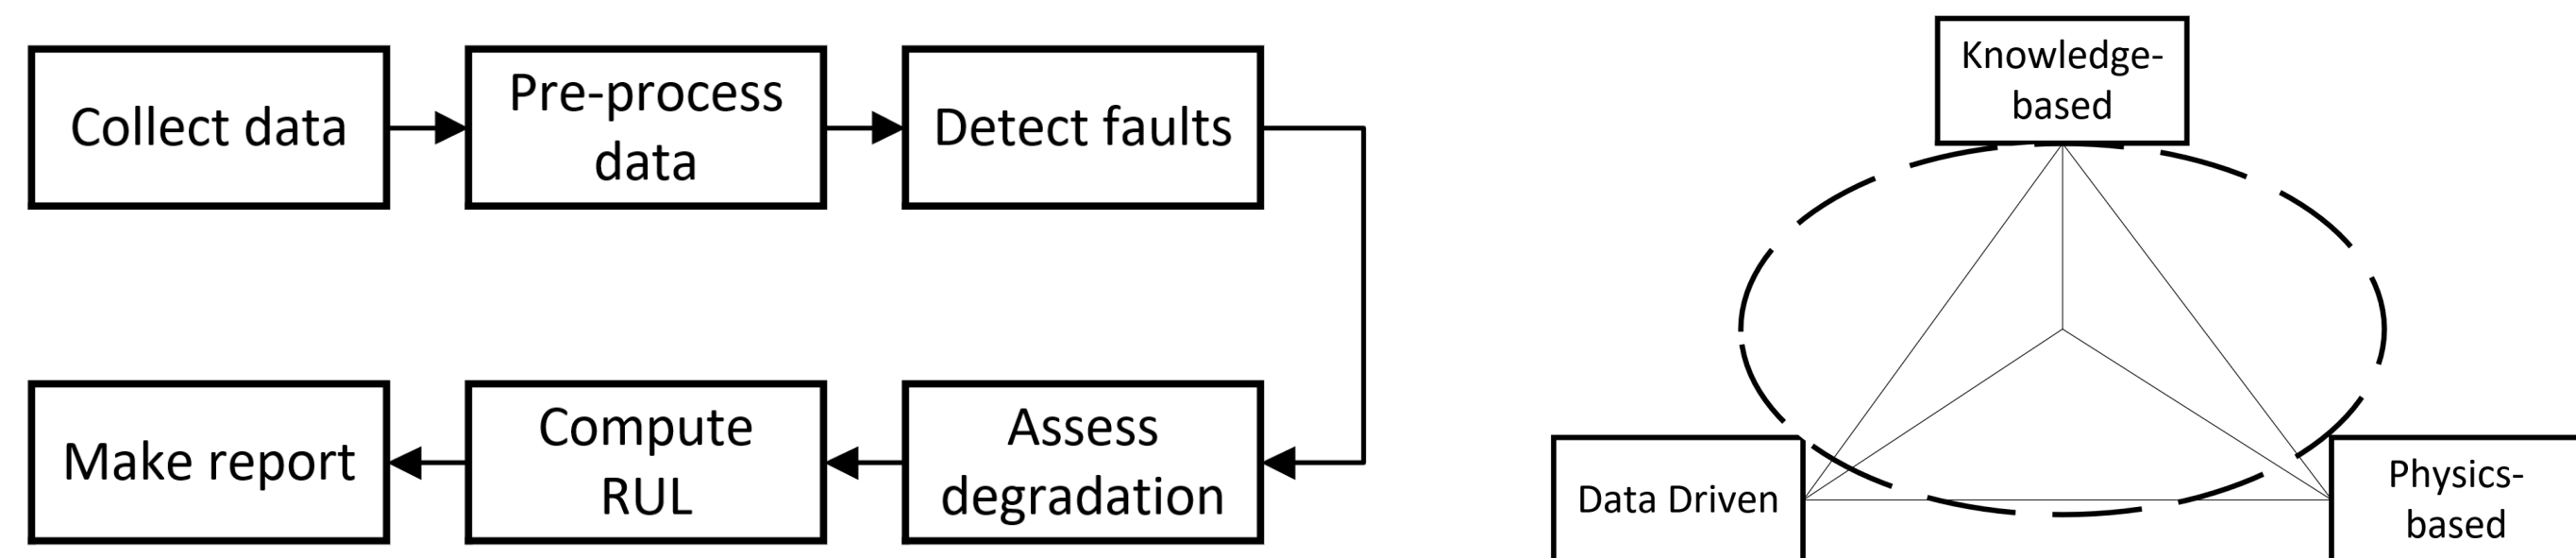 Collect data
Pre-process
data
Detect faults
Assess
degradation
Compute
RUL
Make report
Knowledge-
based
Data Driven
Physics-
based